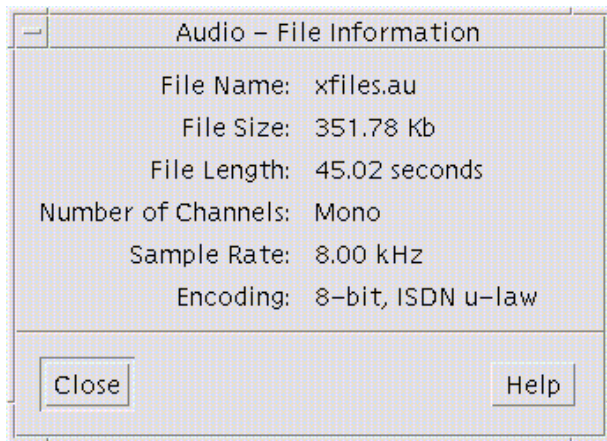 Audio – File Information
File Name: xfiles.au
File Size: 351.78 Kb
File Length: 45.02 seconds
Number of Channels: Mono
Sample Rate: 8.00 kHz
Encoding: 8–bit, ISDN u–law
Close Help